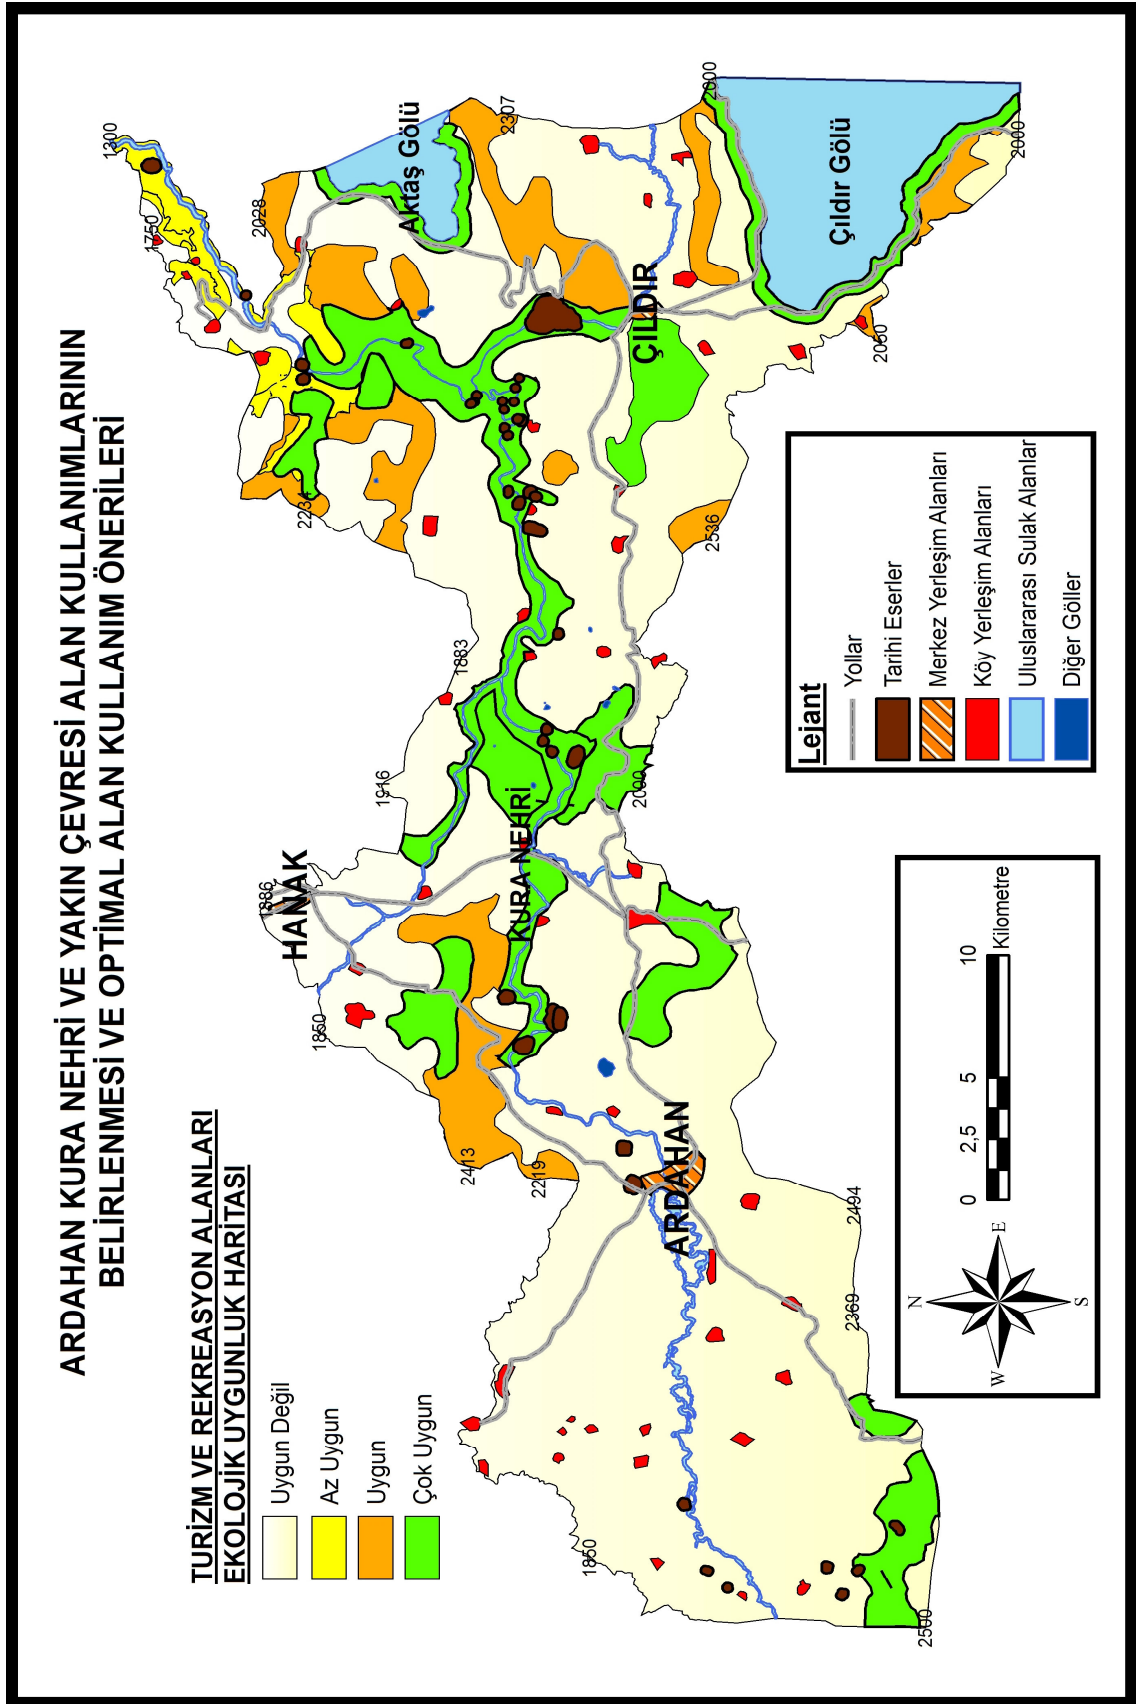 ARDAHAN KURA NEHRİ VE YAKIN ÇEVRESİ ALAN KULLANIMLARININ
BELİRLENMESİ VE OPTİMAL ALAN KULLANIM ÖNERİLERİ
TURİZM VE REKREASYON ALANLARI
EKOLOJİK UYGUNLUK HARİTASI
Uygun Değil
Az Uygun
Uygun
Çok Uygun
1300
1750
2028
Aktaş Gölü
2307
2000
Çıldır Gölü
2000
2050
ÇILDIR
2234
2536
1883
1916
2000
KURA NEHRİ
1886
HANAK
1850
2413
2219
ARDAHAN
2494
2369
1850
2500
Lejant
Yollar
Tarihi Eserler
Merkez Yerleşim Alanları
Köy Yerleşim Alanları
Uluslararası Sulak Alanlar
Diğer Göller
N
W
E
S
0 2,5 5 10
Kilometre